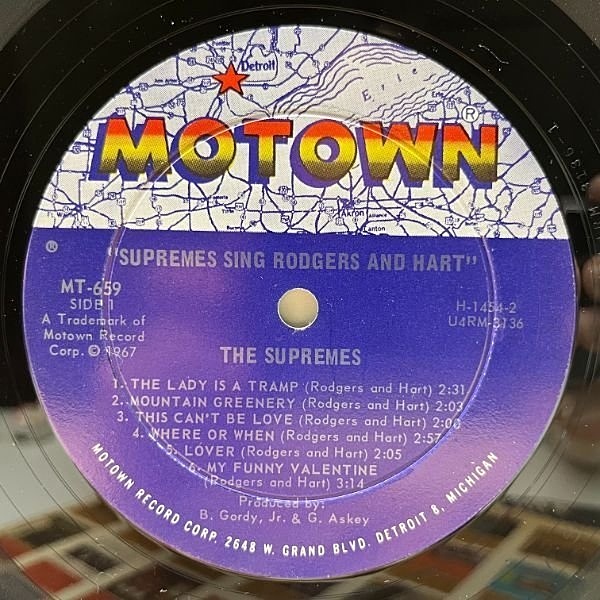 Detroit
Erie
MOTOWN
®
Akron
Canton
®
"SUPREMES SING RODGERS AND HART"
MT-659
SIDE 1
A Trademark of
Motown Record
Corp. © 1967
H-1454-2
U4RM-3136
THE SUPREMES
1. THE LADY IS A TRAMP (Rodgers and Hart) 2:31
2. MOUNTAIN GREENERY (Rodgers and Hart) 2:03
3. THIS CAN'T BE LOVE (Rodgers and Hart) 2:00
4. WHERE OR WHEN (Rodgers and Hart) 2:57
5. LOVER (Rodgers and Hart) 2:05
6. MY FUNNY VALENTINE
(Rodgers and Hart) 3:14
Produced by:
B. Gordy, Jr. & G. Askey
MOTOWN RECORD CORP. 2648 W. GRAND BLVD. DETROIT 8, MICHIGAN